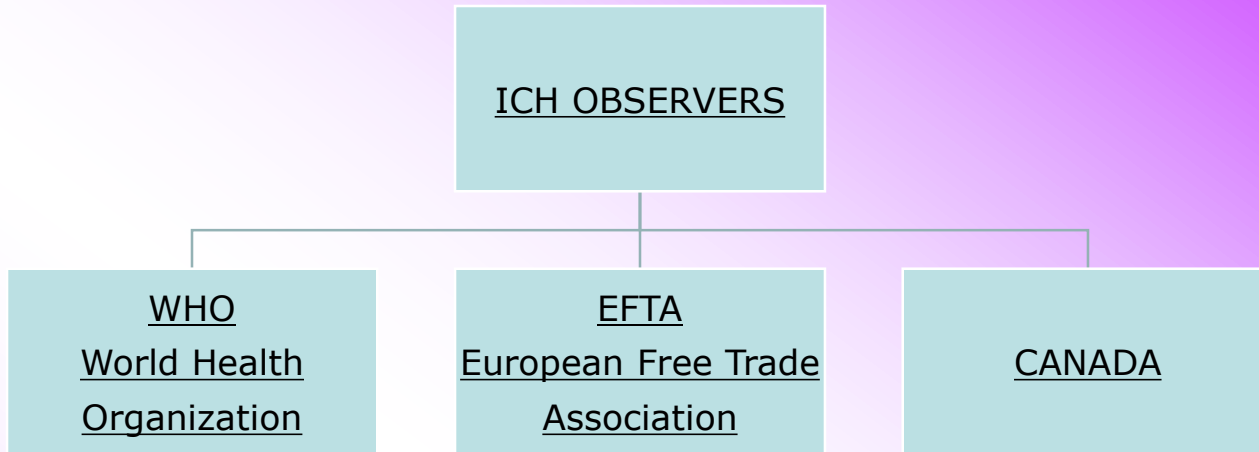 ICH OBSERVERS
WHO
World Health
Organization
EFTA
European Free Trade
Association
CANADA